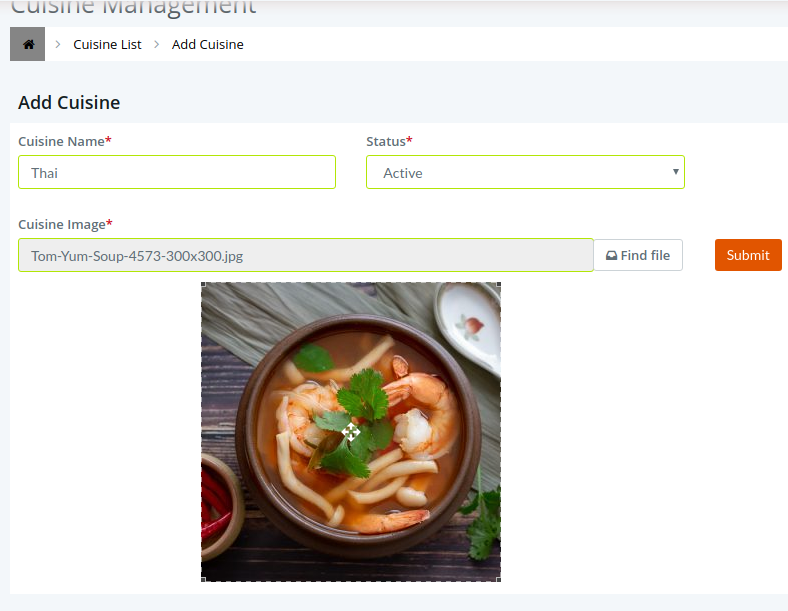 Cuisine Management
Cuisine List
Add Cuisine
Add Cuisine
Cuisine Name*
Status*
Thai
Active
Cuisine Image*
Tom-Yum-Soup-4573-300x300.jpg
Find file
Submit